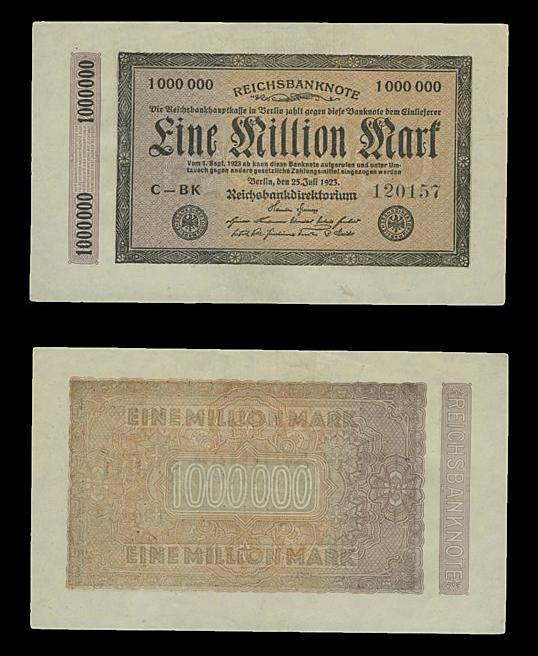 1000000
1000000
1 000 000
1 000 000
REICHSBANKNOTE
Die Reichsbankhauptkasse in Berlin zahlt gegen diese Banknote dem Einlieferer
Eine Million Mark
Vom 1. Sept. 1923 ab kann diese Banknote aufgerufen und unter Um-
tausch gegen andere gesetzliche Zahlungsmittel eingezogen werden
Berlin, den 25. Juli 1923.
C–BK
Reichsbankdirektorium
120157
EINE MILLION MARK
1000000
EINE MILLION MARK
REICHSBANKNOTE